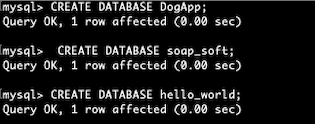 mysql> CREATE DATABASE DogApp;
Query OK, 1 row affected (0.00 sec)
mysql>  CREATE DATABASE soap_soft;
Query OK, 1 row affected (0.00 sec)
mysql> CREATE DATABASE hello_world;
Query OK, 1 row affected (0.00 sec)